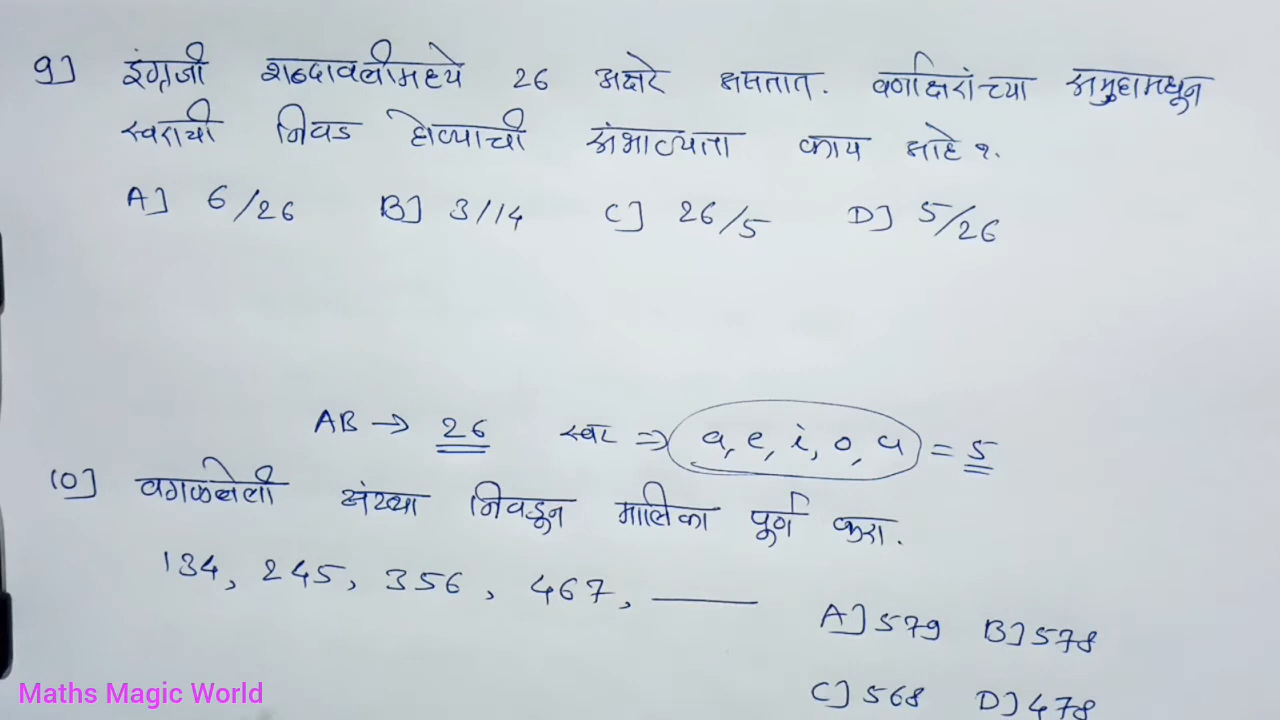 9] इंग्रजी शब्दावलीमध्ये 26 अक्षरे असतात. वर्णाक्षरांच्या समुहामधून
स्वराची निवड होण्याची संभाव्यता काय आहे ?.
A] 6/26 B] 3/14 C] 26/5 D] 5/26
AB → 26 स्वर ⇒ a, e, i, o, u = 5
10] वगळलेली संख्या निवडून मालिका पूर्ण करा.
134, 245, 356, 467, ___
A] 579 B] 578
C] 568 D] 478
Maths Magic World